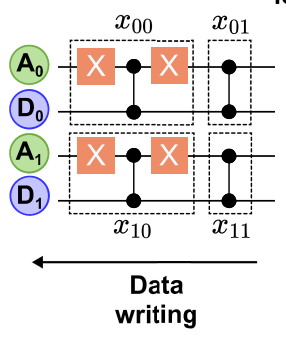 x₀₀ x₀₁
A₀ X X
D₀
A₁ X X
D₁
x₁₀ x₁₁
Data
writing